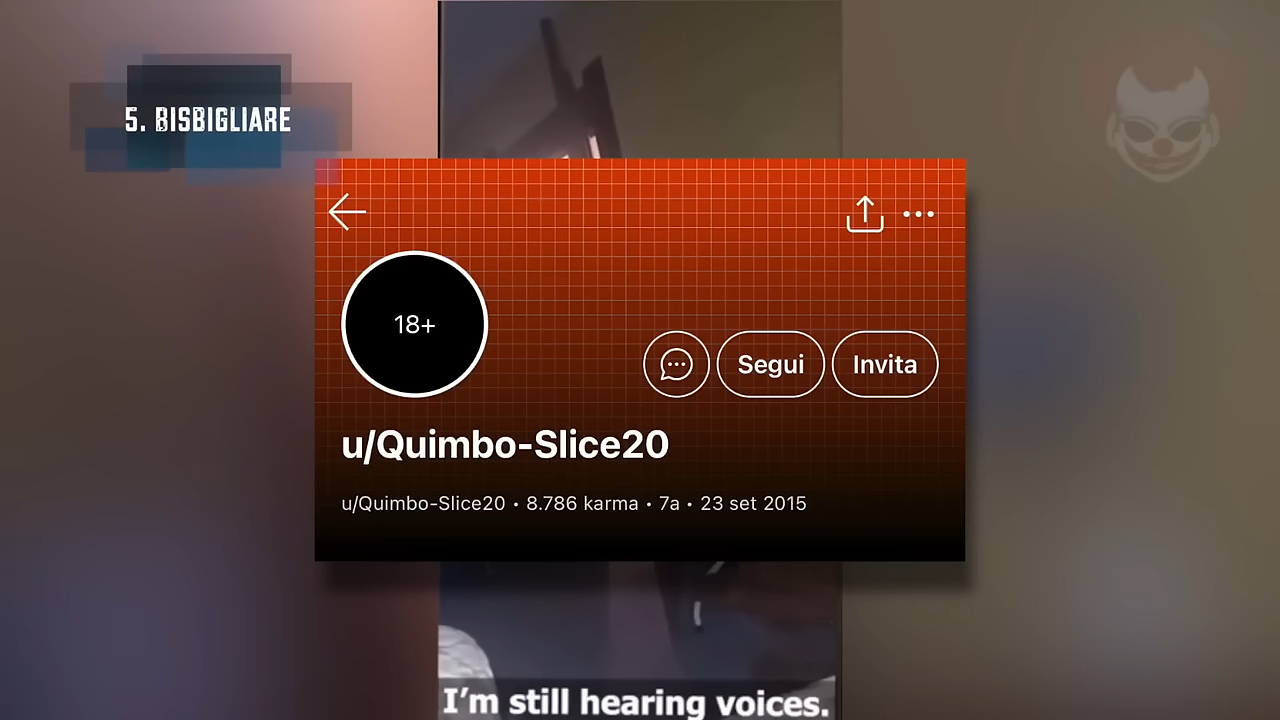 5. BISBIGLIARE
18+
Segui
Invita
u/Quimbo-Slice20
u/Quimbo-Slice20 • 8.786 karma • 7a • 23 set 2015
I'm still hearing voices.